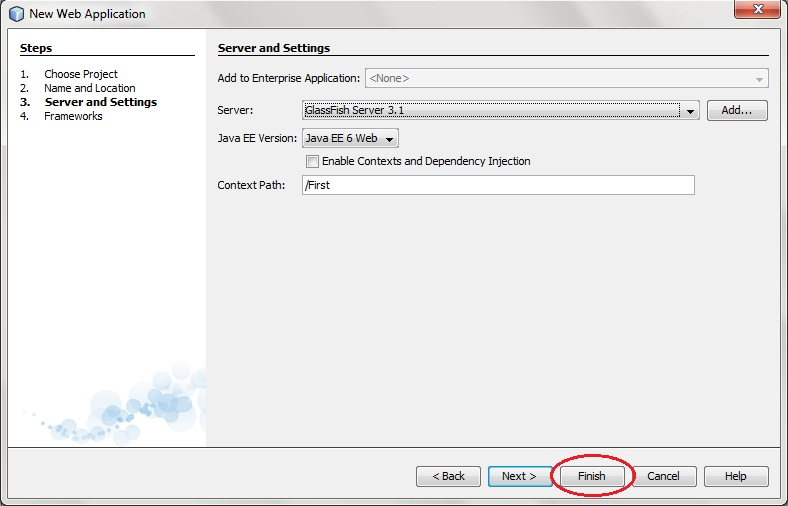 New Web Application
Steps
1. Choose Project
2. Name and Location
3. Server and Settings
4. Frameworks
Server and Settings
Add to Enterprise Application: <None>
Server: GlassFish Server 3.1 Add...
Java EE Version: Java EE 6 Web
Enable Contexts and Dependency Injection
Context Path: /First
< Back Next > Finish Cancel Help